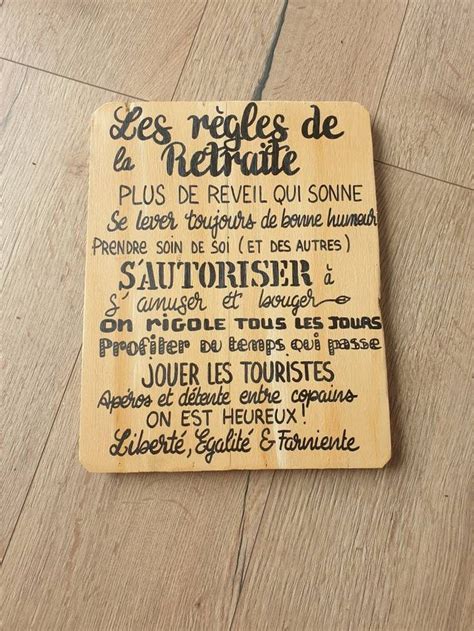 Les règles de
la Retraite
PLUS DE REVEIL QUI SONNE
Se lever toujours de bonne humeur
PRENDRE SOIN DE SOI (ET DES AUTRES)
S'AUTORISER à
s'amuser et bouger
ON RIGOLE TOUS LES JOURS
Profiter DU temps qui passe
JOUER LES TOURISTES
Apéros et détente entre copains
ON EST HEUREUX!
Liberté, Egalité & Farniente